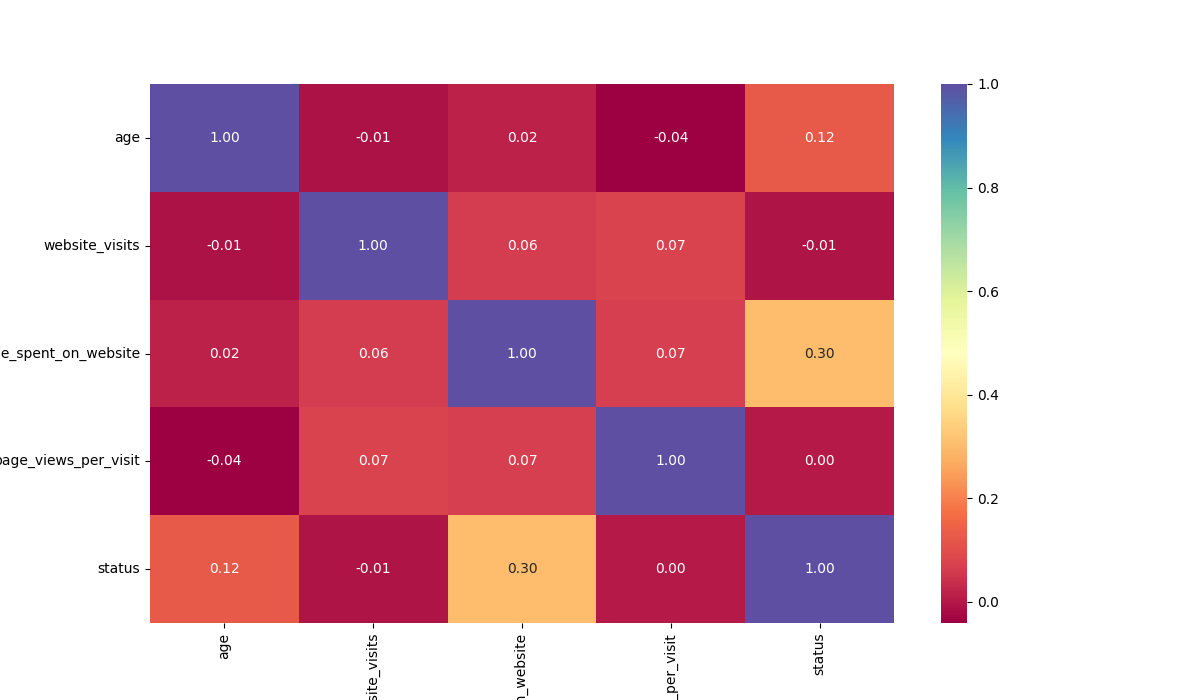 1.0
age 1.00 -0.01 0.02 -0.04 0.12
0.8
website_visits -0.01 1.00 0.06 0.07 -0.01
0.6
e_spent_on_website 0.02 0.06 1.00 0.07 0.30
0.4
page_views_per_visit -0.04 0.07 0.07 1.00 0.00
0.2
status 0.12 -0.01 0.30 0.00 1.00
0.0
age
site_visits
n_website
_per_visit
status